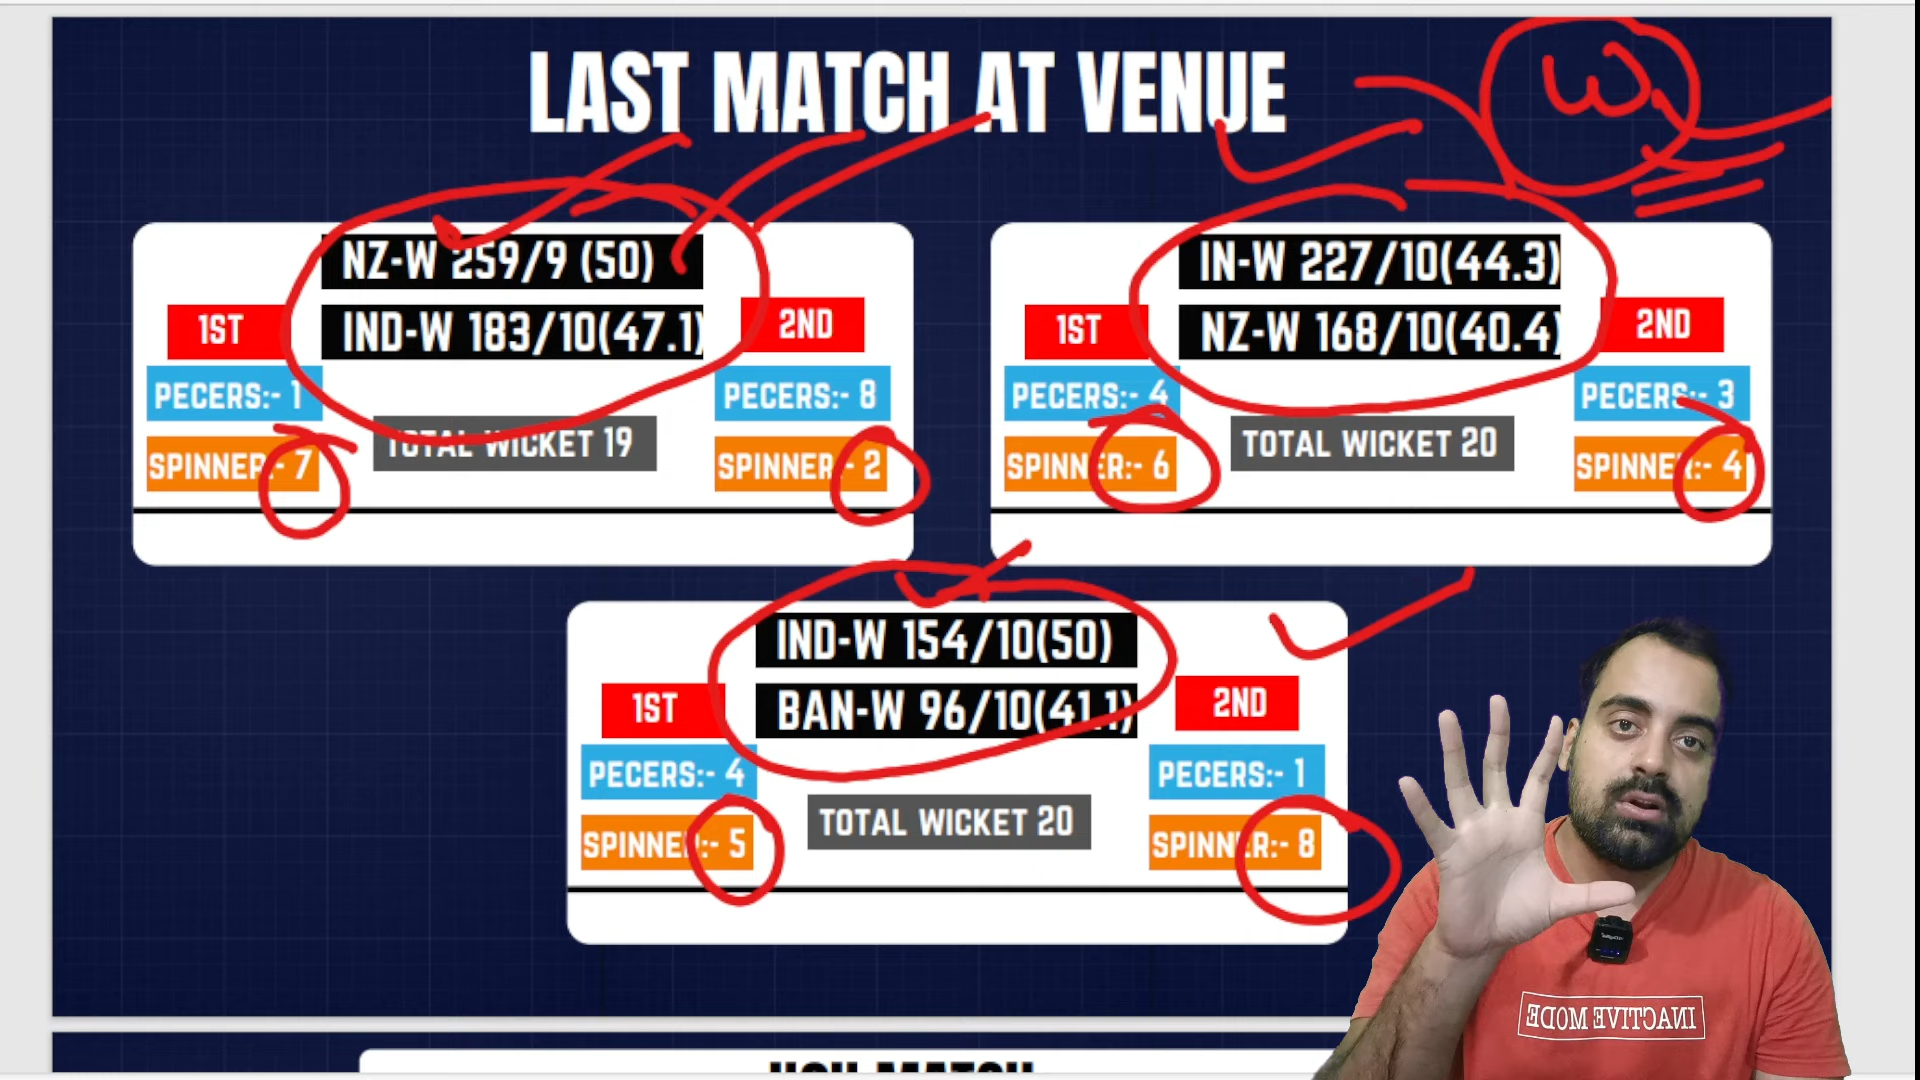 LAST MATCH AT VENUE
W
NZ-W 259/9 (50)
IND-W 183/10(47.1)
1ST
2ND
PECERS:- 1
PECERS:- 8
TOTAL WICKET 19
SPINNER:- 7
SPINNER:- 2
IN-W 227/10(44.3)
NZ-W 168/10(40.4)
1ST
2ND
PECERS:- 4
PECERS:- 3
TOTAL WICKET 20
SPINNER:- 6
SPINNER:- 4
IND-W 154/10(50)
BAN-W 96/10(41.1)
1ST
2ND
PECERS:- 4
PECERS:- 1
TOTAL WICKET 20
SPINNER:- 5
SPINNER:- 8
INACTIVE MODE